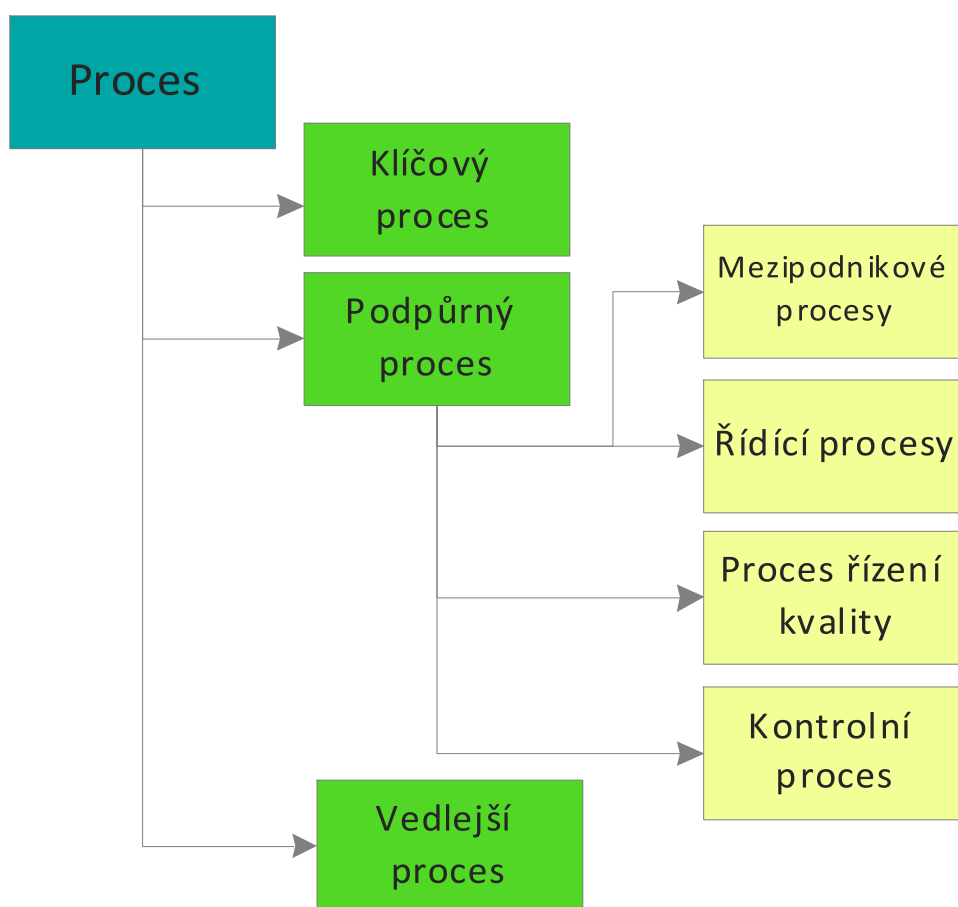 Proces
Klíčový
proces
Podpůrný
proces
Mezipodnikové
procesy
Řídící procesy
Proces řízení
kvality
Kontrolní
proces
Vedlejší
proces